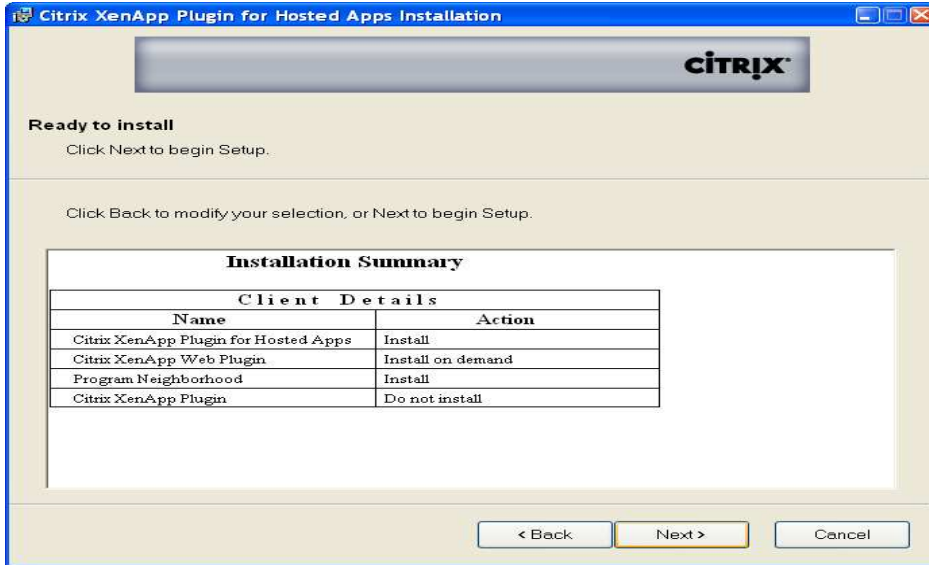 Citrix XenApp Plugin for Hosted Apps Installation
CITRIX
Ready to install
Click Next to begin Setup.
Click Back to modify your selection, or Next to begin Setup.
Installation Summary
Client Details
Name Action
Citrix XenApp Plugin for Hosted Apps Install
Citrix XenApp Web Plugin Install on demand
Program Neighborhood Install
Citrix XenApp Plugin Do not install
< Back Next > Cancel